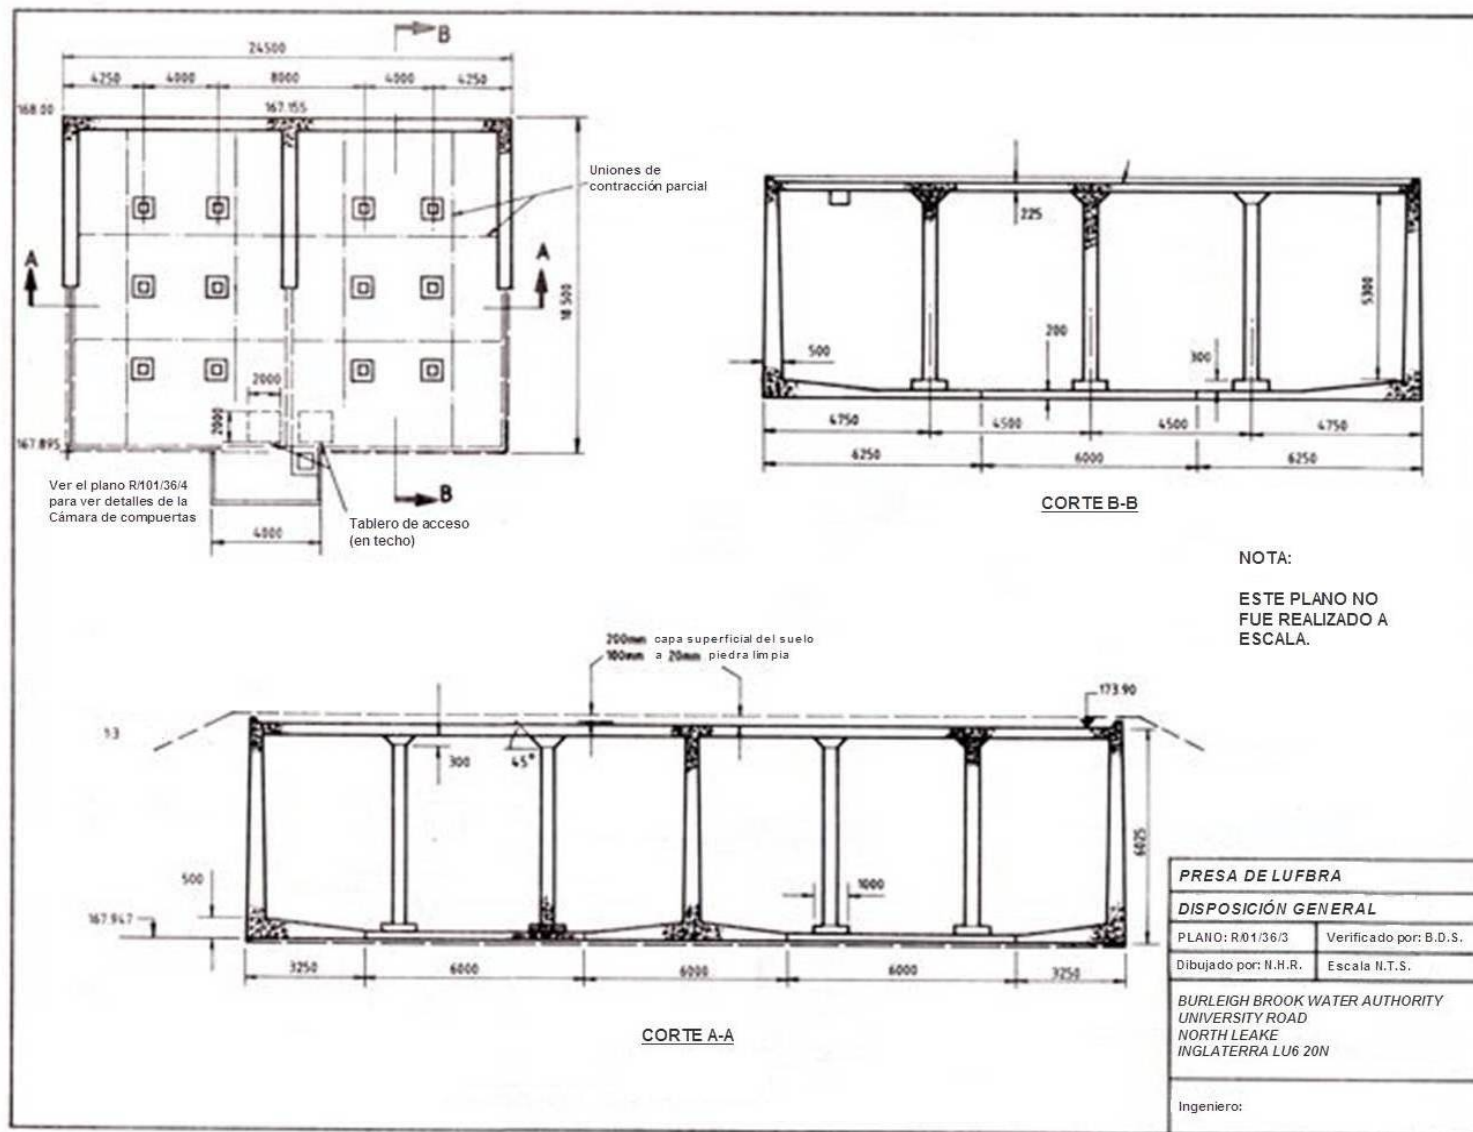 B
24500
4250 4000 8000 4000 4250
168.00
167.155
Uniones de
contracción parcial
A
A
18500
2000
2000
167.895
B
Ver el plano R/101/36/4
para ver detalles de la
Cámara de compuertas
Tablero de acceso
(en techo)
4000
225
5300
200
500
300
4750 4500 4500 4750
6250 6000 6250
CORTE B-B
NOTA:
ESTE PLANO NO
FUE REALIZADO A
ESCALA.
200mm capa superficial del suelo
100mm a 20mm piedra limpia
173.90
1:3
300
45°
6025
500
1000
167.947
3250 6000 6000 6000 3250
CORTE A-A
PRESA DE LUFBRA
DISPOSICIÓN GENERAL
PLANO: R/01/36/3 Verificado por: B.D.S.
Dibujado por: N.H.R. Escala N.T.S.
BURLEIGH BROOK WATER AUTHORITY
UNIVERSITY ROAD
NORTH LEAKE
INGLATERRA LU6 20N
Ingeniero: